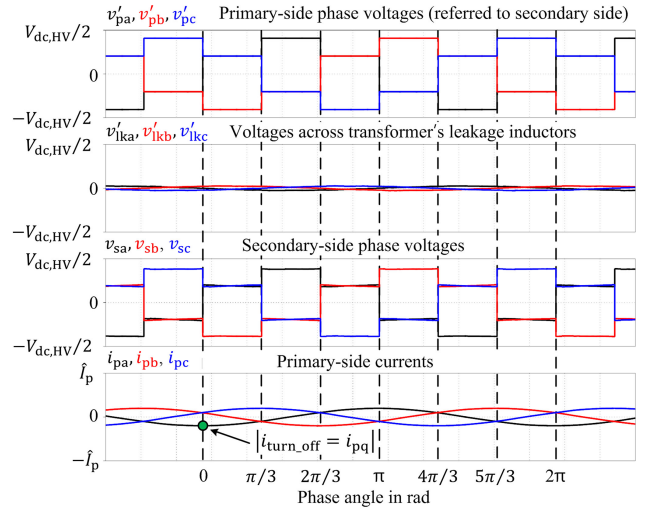 v′pa, v′pb, v′pc Primary-side phase voltages (referred to secondary side)
Vdc,HV/2
0
−Vdc,HV/2
v′lka, v′lkb, v′lkc Voltages across transformer's leakage inductors
Vdc,HV/2
0
−Vdc,HV/2
vsa, vsb, vsc Secondary-side phase voltages
Vdc,HV/2
0
−Vdc,HV/2
ipa, ipb, ipc Primary-side currents
Îp
0
|iturn_off = ipq|
−Îp
0 π/3 2π/3 π 4π/3 5π/3 2π
Phase angle in rad